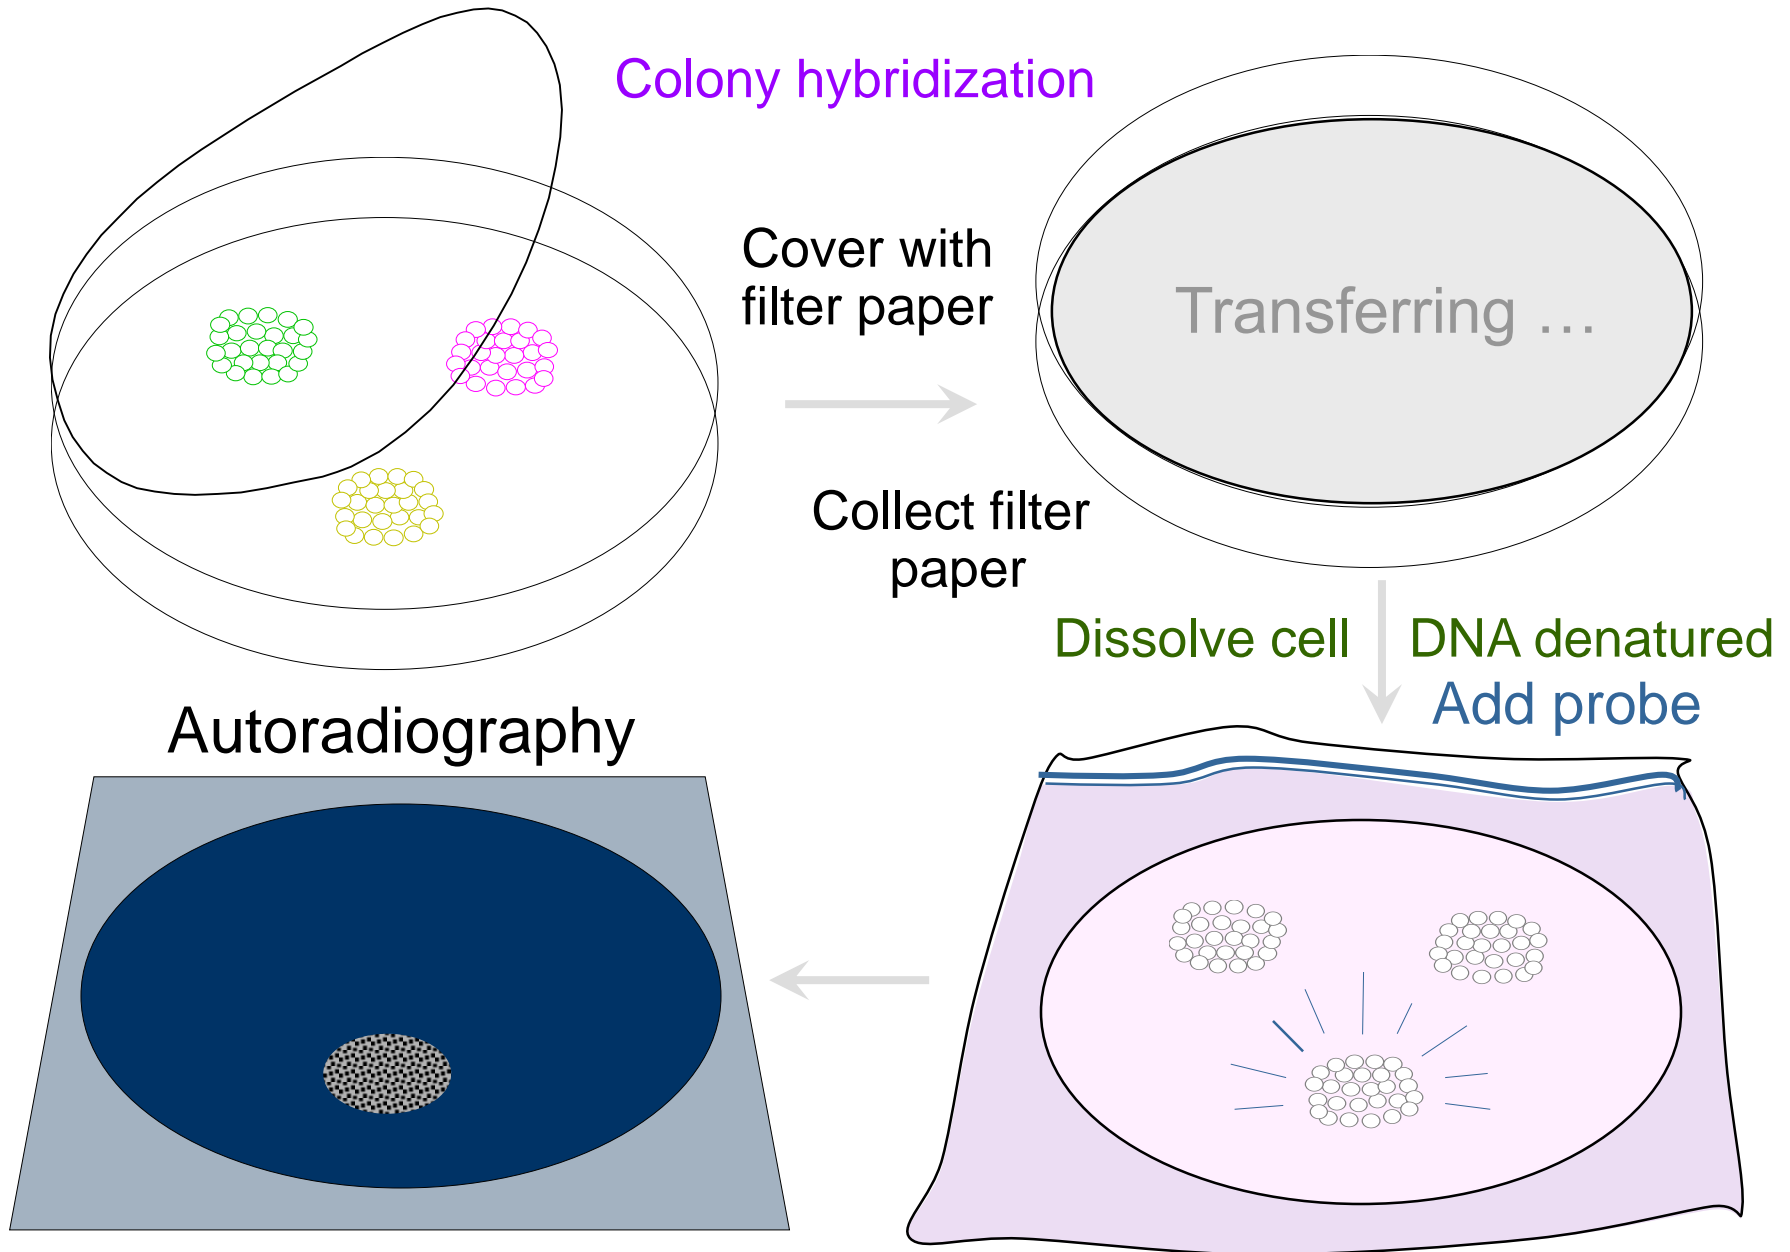 Colony hybridization
Cover with
filter paper
Transferring …
Collect filter
paper
Dissolve cell
DNA denatured
Add probe
Autoradiography